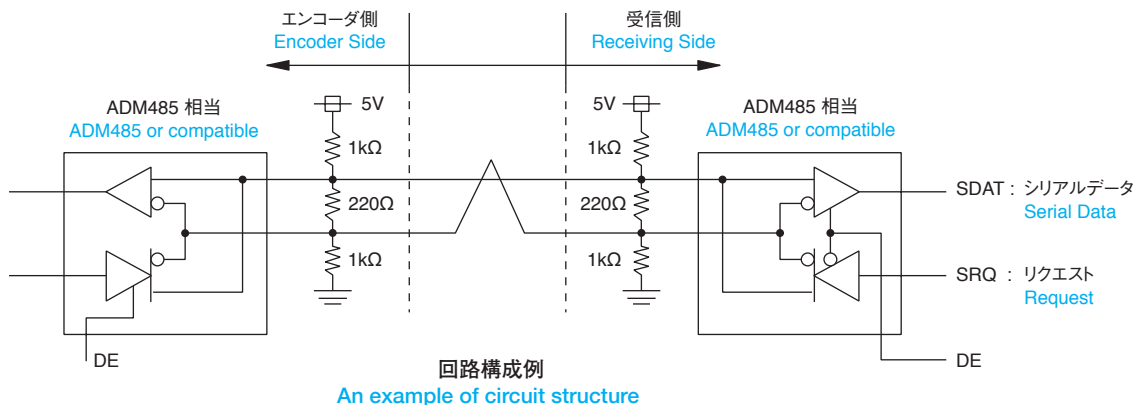 エンコーダ側
Encoder Side
受信側
Receiving Side
ADM485 相当
ADM485 or compatible
5V
1kΩ
220Ω
1kΩ
DE
5V
1kΩ
220Ω
1kΩ
ADM485 相当
ADM485 or compatible
SDAT : シリアルデータ
Serial Data
SRQ : リクエスト
Request
DE
回路構成例
An example of circuit structure